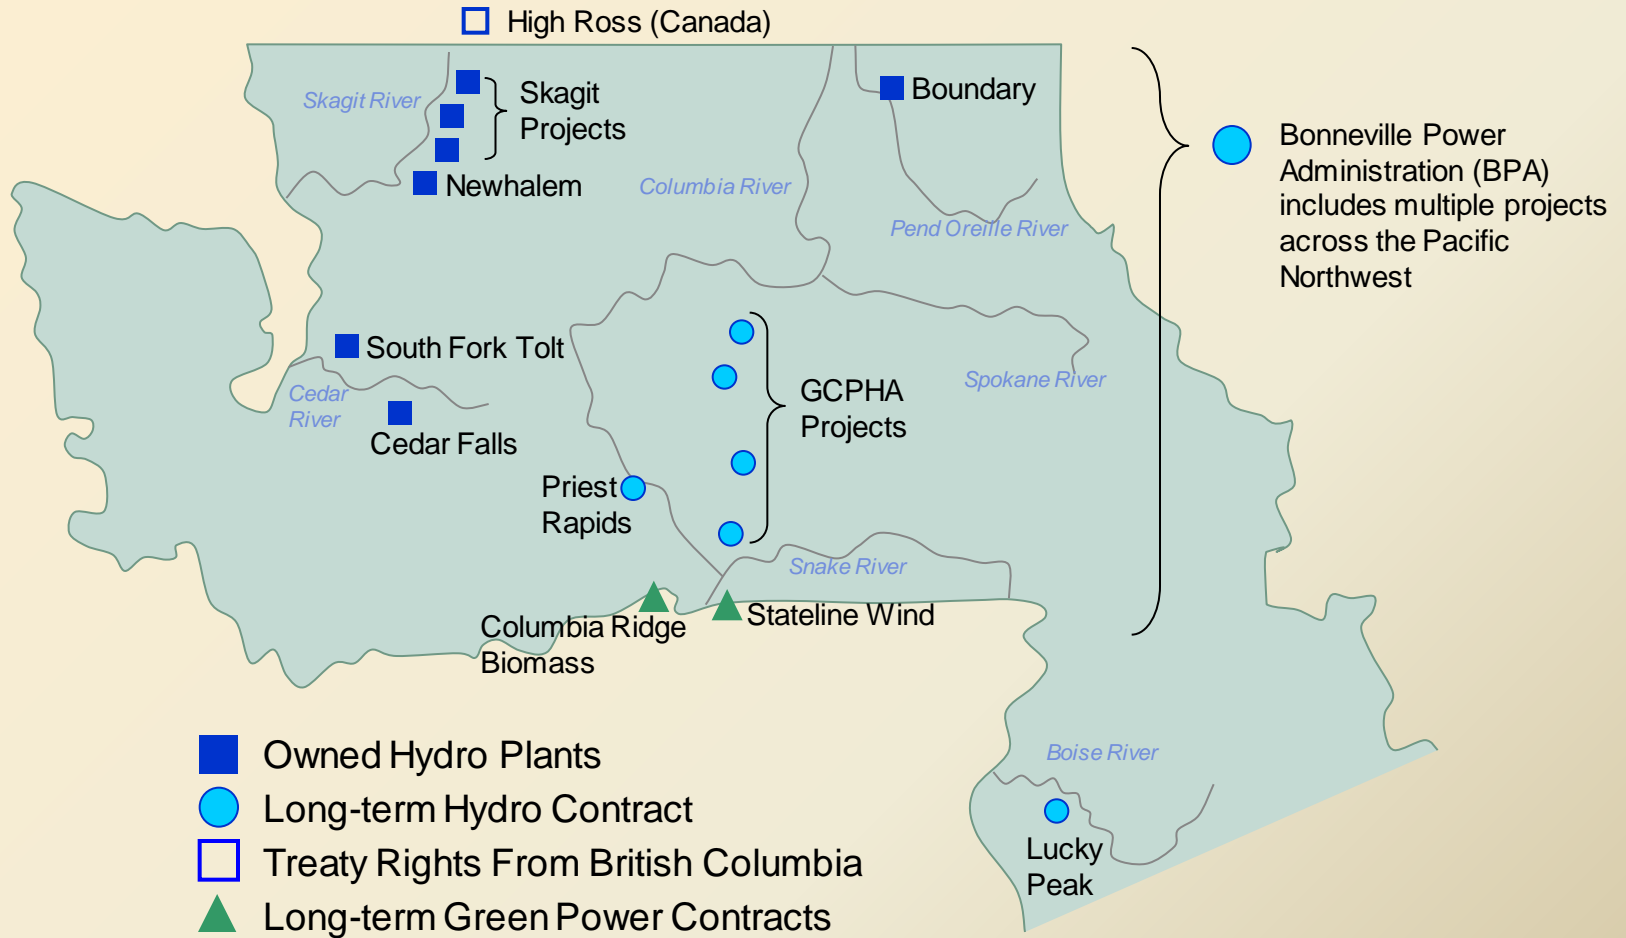 High Ross (Canada)
Skagit River
Skagit
Projects
Boundary
Newhalem
Columbia River
Pend Oreille River
Bonneville Power
Administration (BPA)
includes multiple projects
across the Pacific
Northwest
South Fork Tolt
Cedar
River
Cedar Falls
GCPHA
Projects
Spokane River
Priest
Rapids
Snake River
Columbia Ridge
Biomass
Stateline Wind
Boise River
Lucky
Peak
Owned Hydro Plants
Long-term Hydro Contract
Treaty Rights From British Columbia
Long-term Green Power Contracts